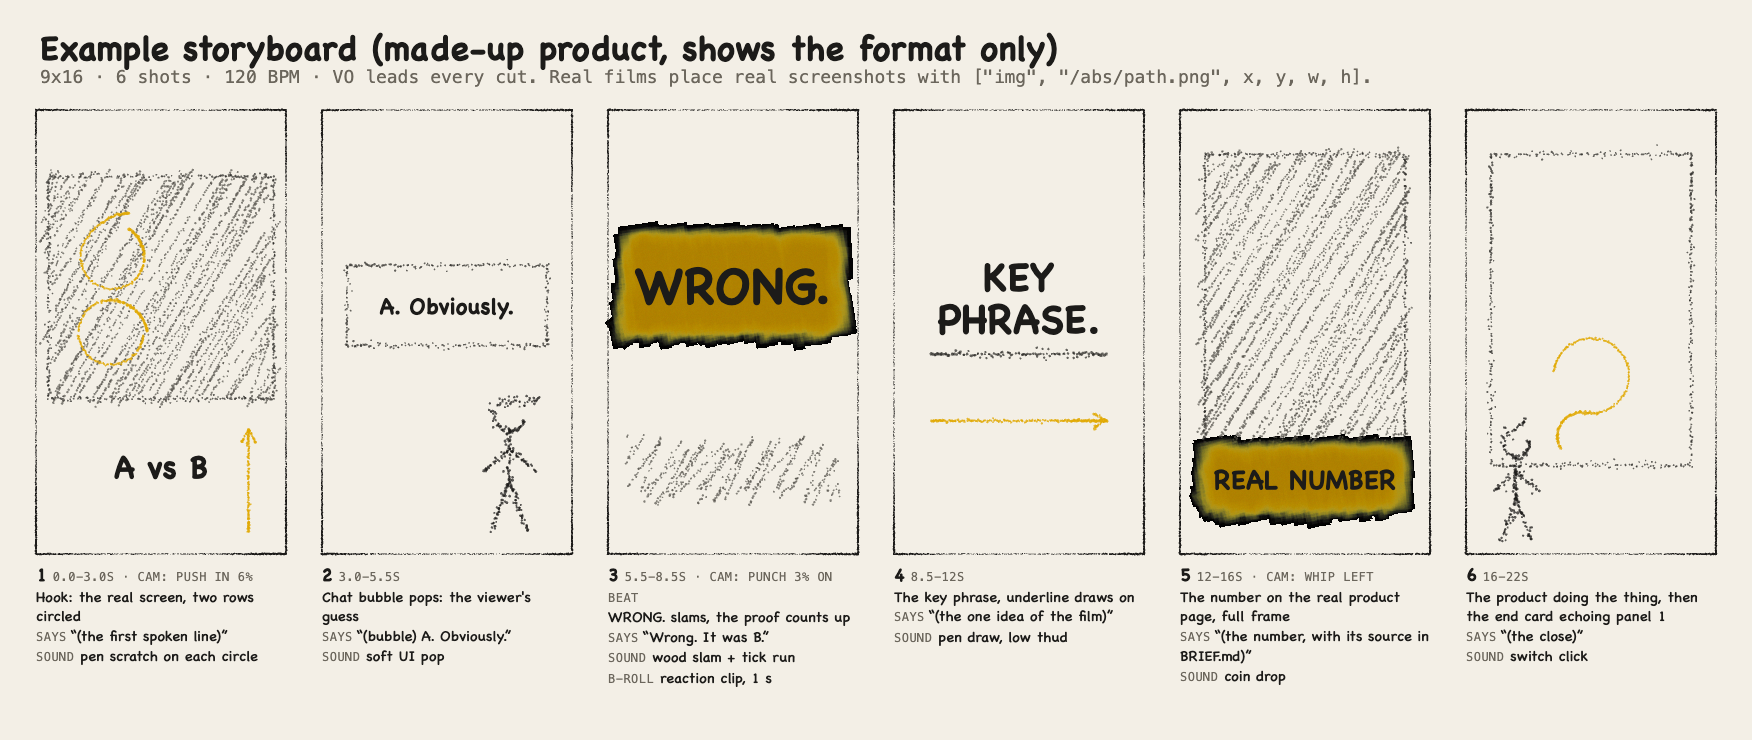 Example storyboard (made-up product, shows the format only)
9x16 · 6 shots · 120 BPM · VO leads every cut. Real films place real screenshots with ["img", "/abs/path.png", x, y, w, h].
A vs B
1 0.0–3.0S · CAM: PUSH IN 6%
Hook: the real screen, two rows
circled
SAYS “(the first spoken line)”
SOUND pen scratch on each circle
A. Obviously.
2 3.0–5.5S
Chat bubble pops: the viewer's
guess
SAYS “(bubble) A. Obviously.”
SOUND soft UI pop
WRONG.
3 5.5–8.5S · CAM: PUNCH 3% ON
BEAT
WRONG. slams, the proof counts up
SAYS “Wrong. It was B.”
SOUND wood slam + tick run
B-ROLL reaction clip, 1 s
KEY
PHRASE.
4 8.5–12S
The key phrase, underline draws on
SAYS “(the one idea of the film)”
SOUND pen draw, low thud
REAL NUMBER
5 12–16S · CAM: WHIP LEFT
The number on the real product
page, full frame
SAYS “(the number, with its source in
BRIEF.md)”
SOUND coin drop
6 16–22S
The product doing the thing, then
the end card echoing panel 1
SAYS “(the close)”
SOUND switch click